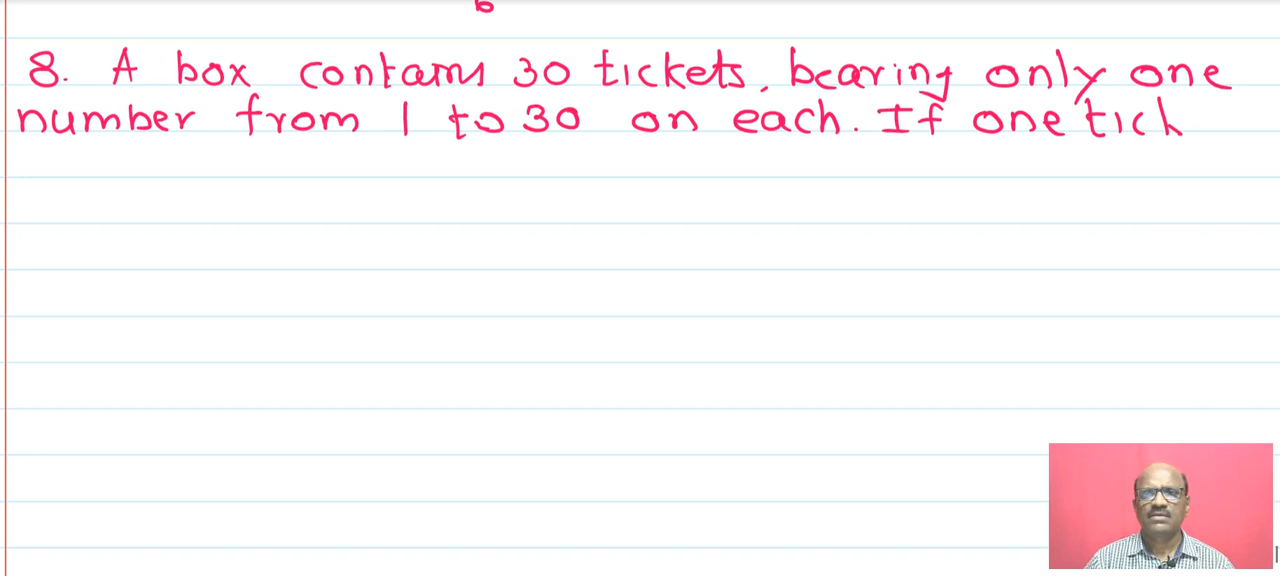 8. A box contains 30 tickets, bearing only one
number from 1 to 30 on each. If one tick